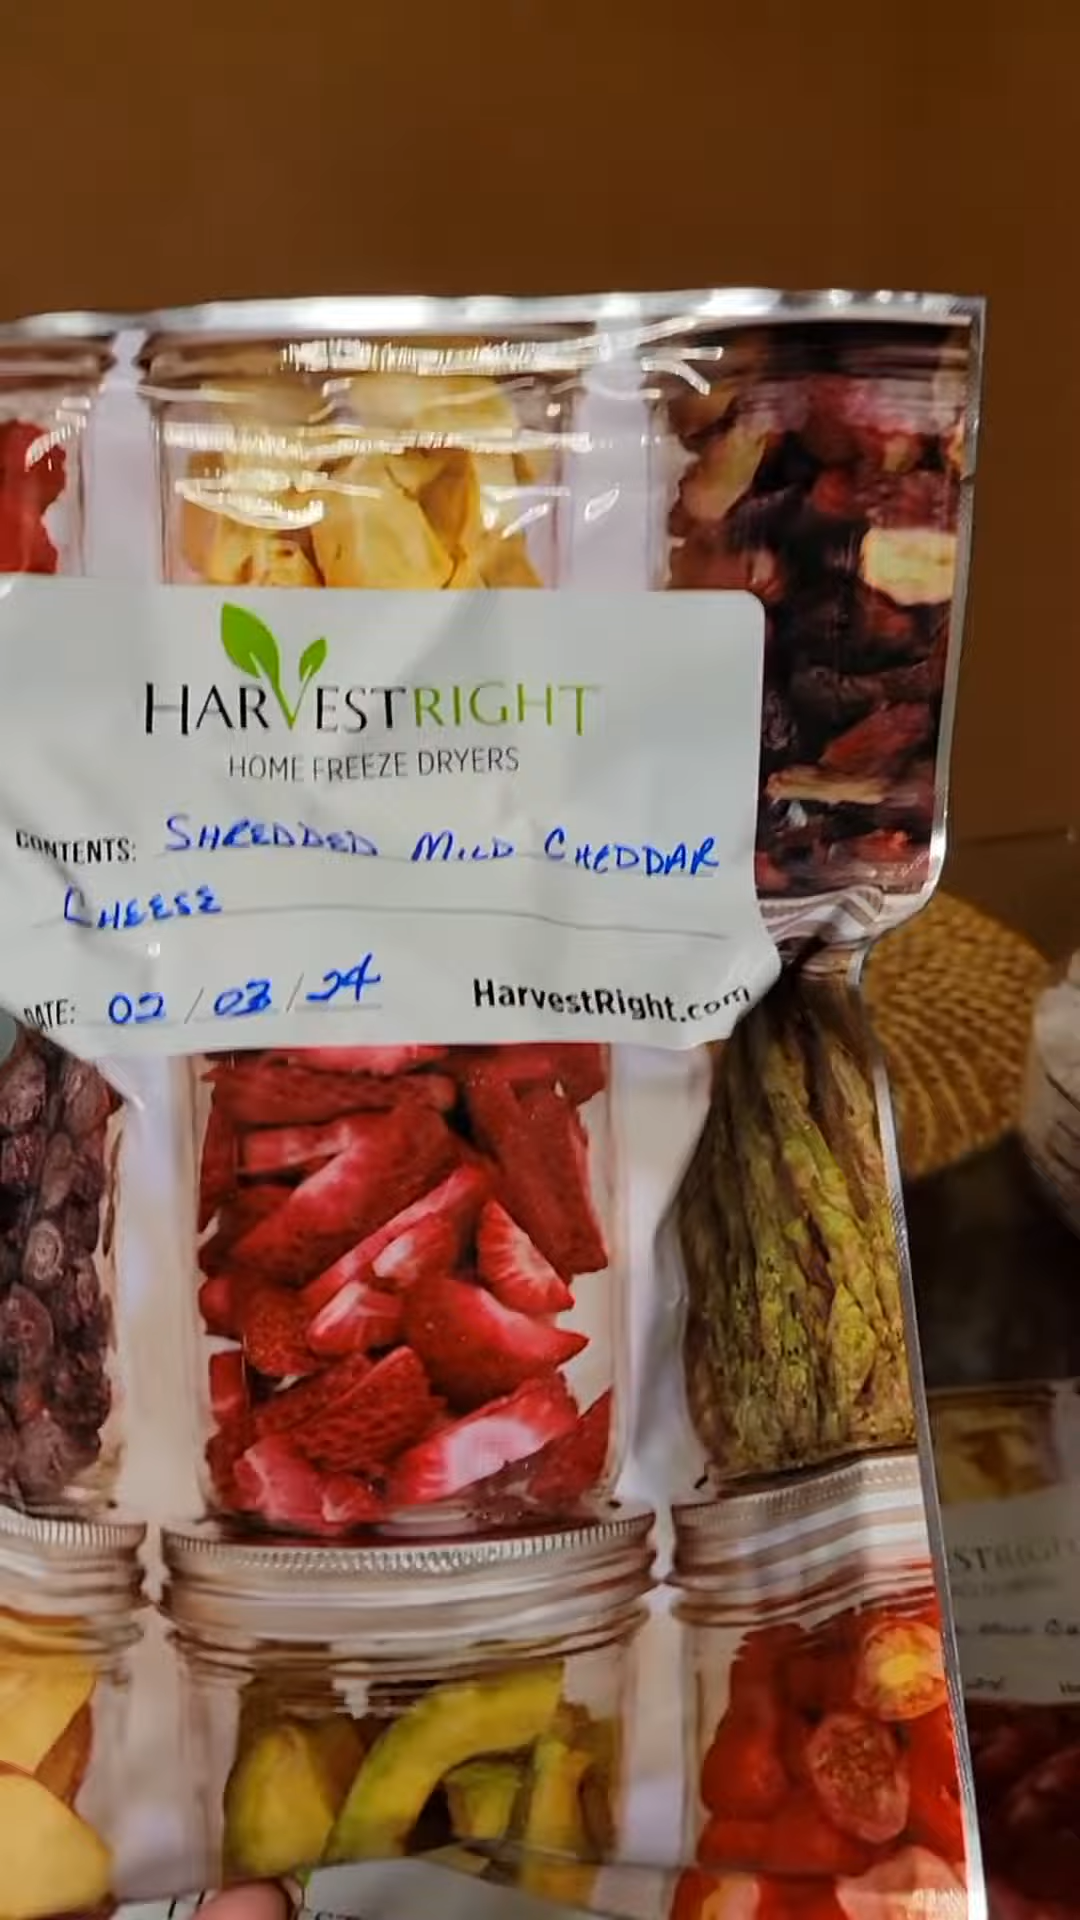 HARVESTRIGHT
HOME FREEZE DRYERS
CONTENTS: SHREDDED MILD CHEDDAR
CHEESE
DATE: 02/03/24 HarvestRight.com